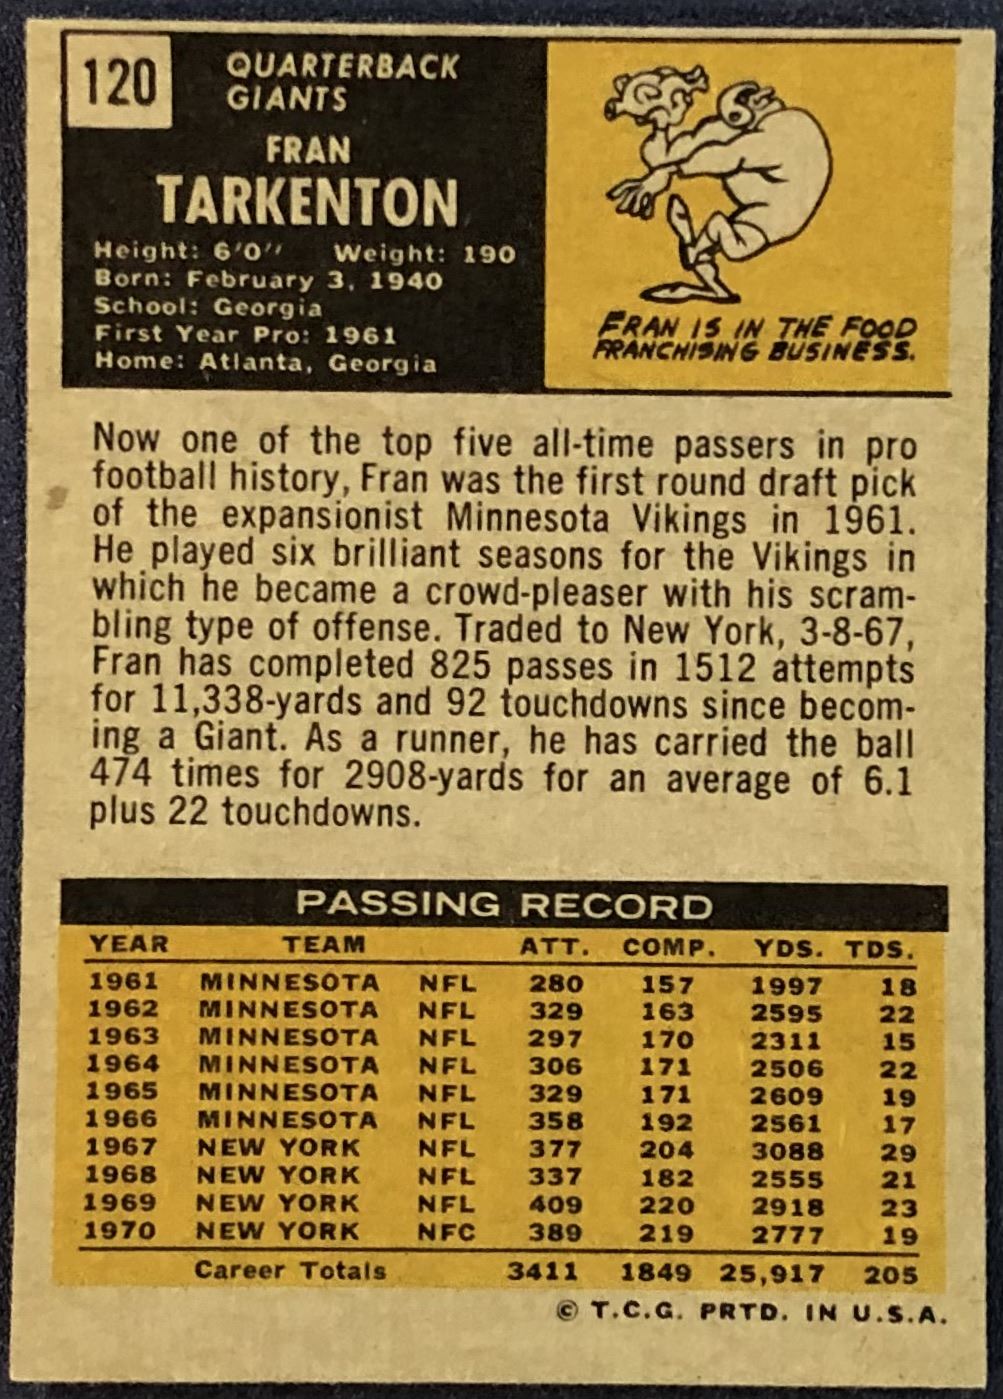 120
QUARTERBACK
GIANTS
FRAN
TARKENTON
Height: 6'0'' Weight: 190
Born: February 3, 1940
School: Georgia
First Year Pro: 1961
Home: Atlanta, Georgia
FRAN IS IN THE FOOD
FRANCHISING BUSINESS.
Now one of the top five all-time passers in pro
football history, Fran was the first round draft pick
of the expansionist Minnesota Vikings in 1961.
He played six brilliant seasons for the Vikings in
which he became a crowd-pleaser with his scram-
bling type of offense. Traded to New York, 3-8-67,
Fran has completed 825 passes in 1512 attempts
for 11,338-yards and 92 touchdowns since becom-
ing a Giant. As a runner, he has carried the ball
474 times for 2908-yards for an average of 6.1
plus 22 touchdowns.
PASSING RECORD
YEAR TEAM ATT. COMP. YDS. TDS.
1961 MINNESOTA NFL 280 157 1997 18
1962 MINNESOTA NFL 329 163 2595 22
1963 MINNESOTA NFL 297 170 2311 15
1964 MINNESOTA NFL 306 171 2506 22
1965 MINNESOTA NFL 329 171 2609 19
1966 MINNESOTA NFL 358 192 2561 17
1967 NEW YORK NFL 377 204 3088 29
1968 NEW YORK NFL 337 182 2555 21
1969 NEW YORK NFL 409 220 2918 23
1970 NEW YORK NFC 389 219 2777 19
Career Totals 3411 1849 25,917 205
© T.C.G. PRTD. IN U.S.A.